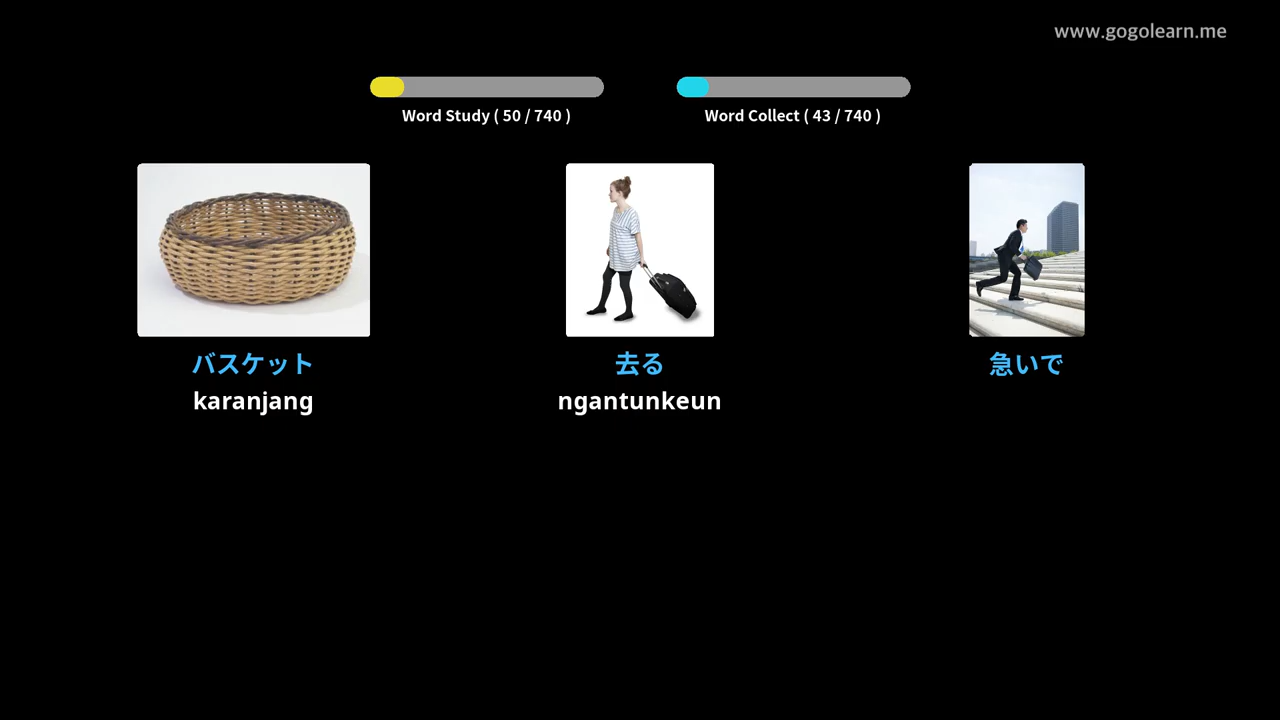 www.gogolearn.me
Word Study ( 50 / 740 )
Word Collect ( 43 / 740 )
バスケット
karanjang
去る
ngantunkeun
急いで